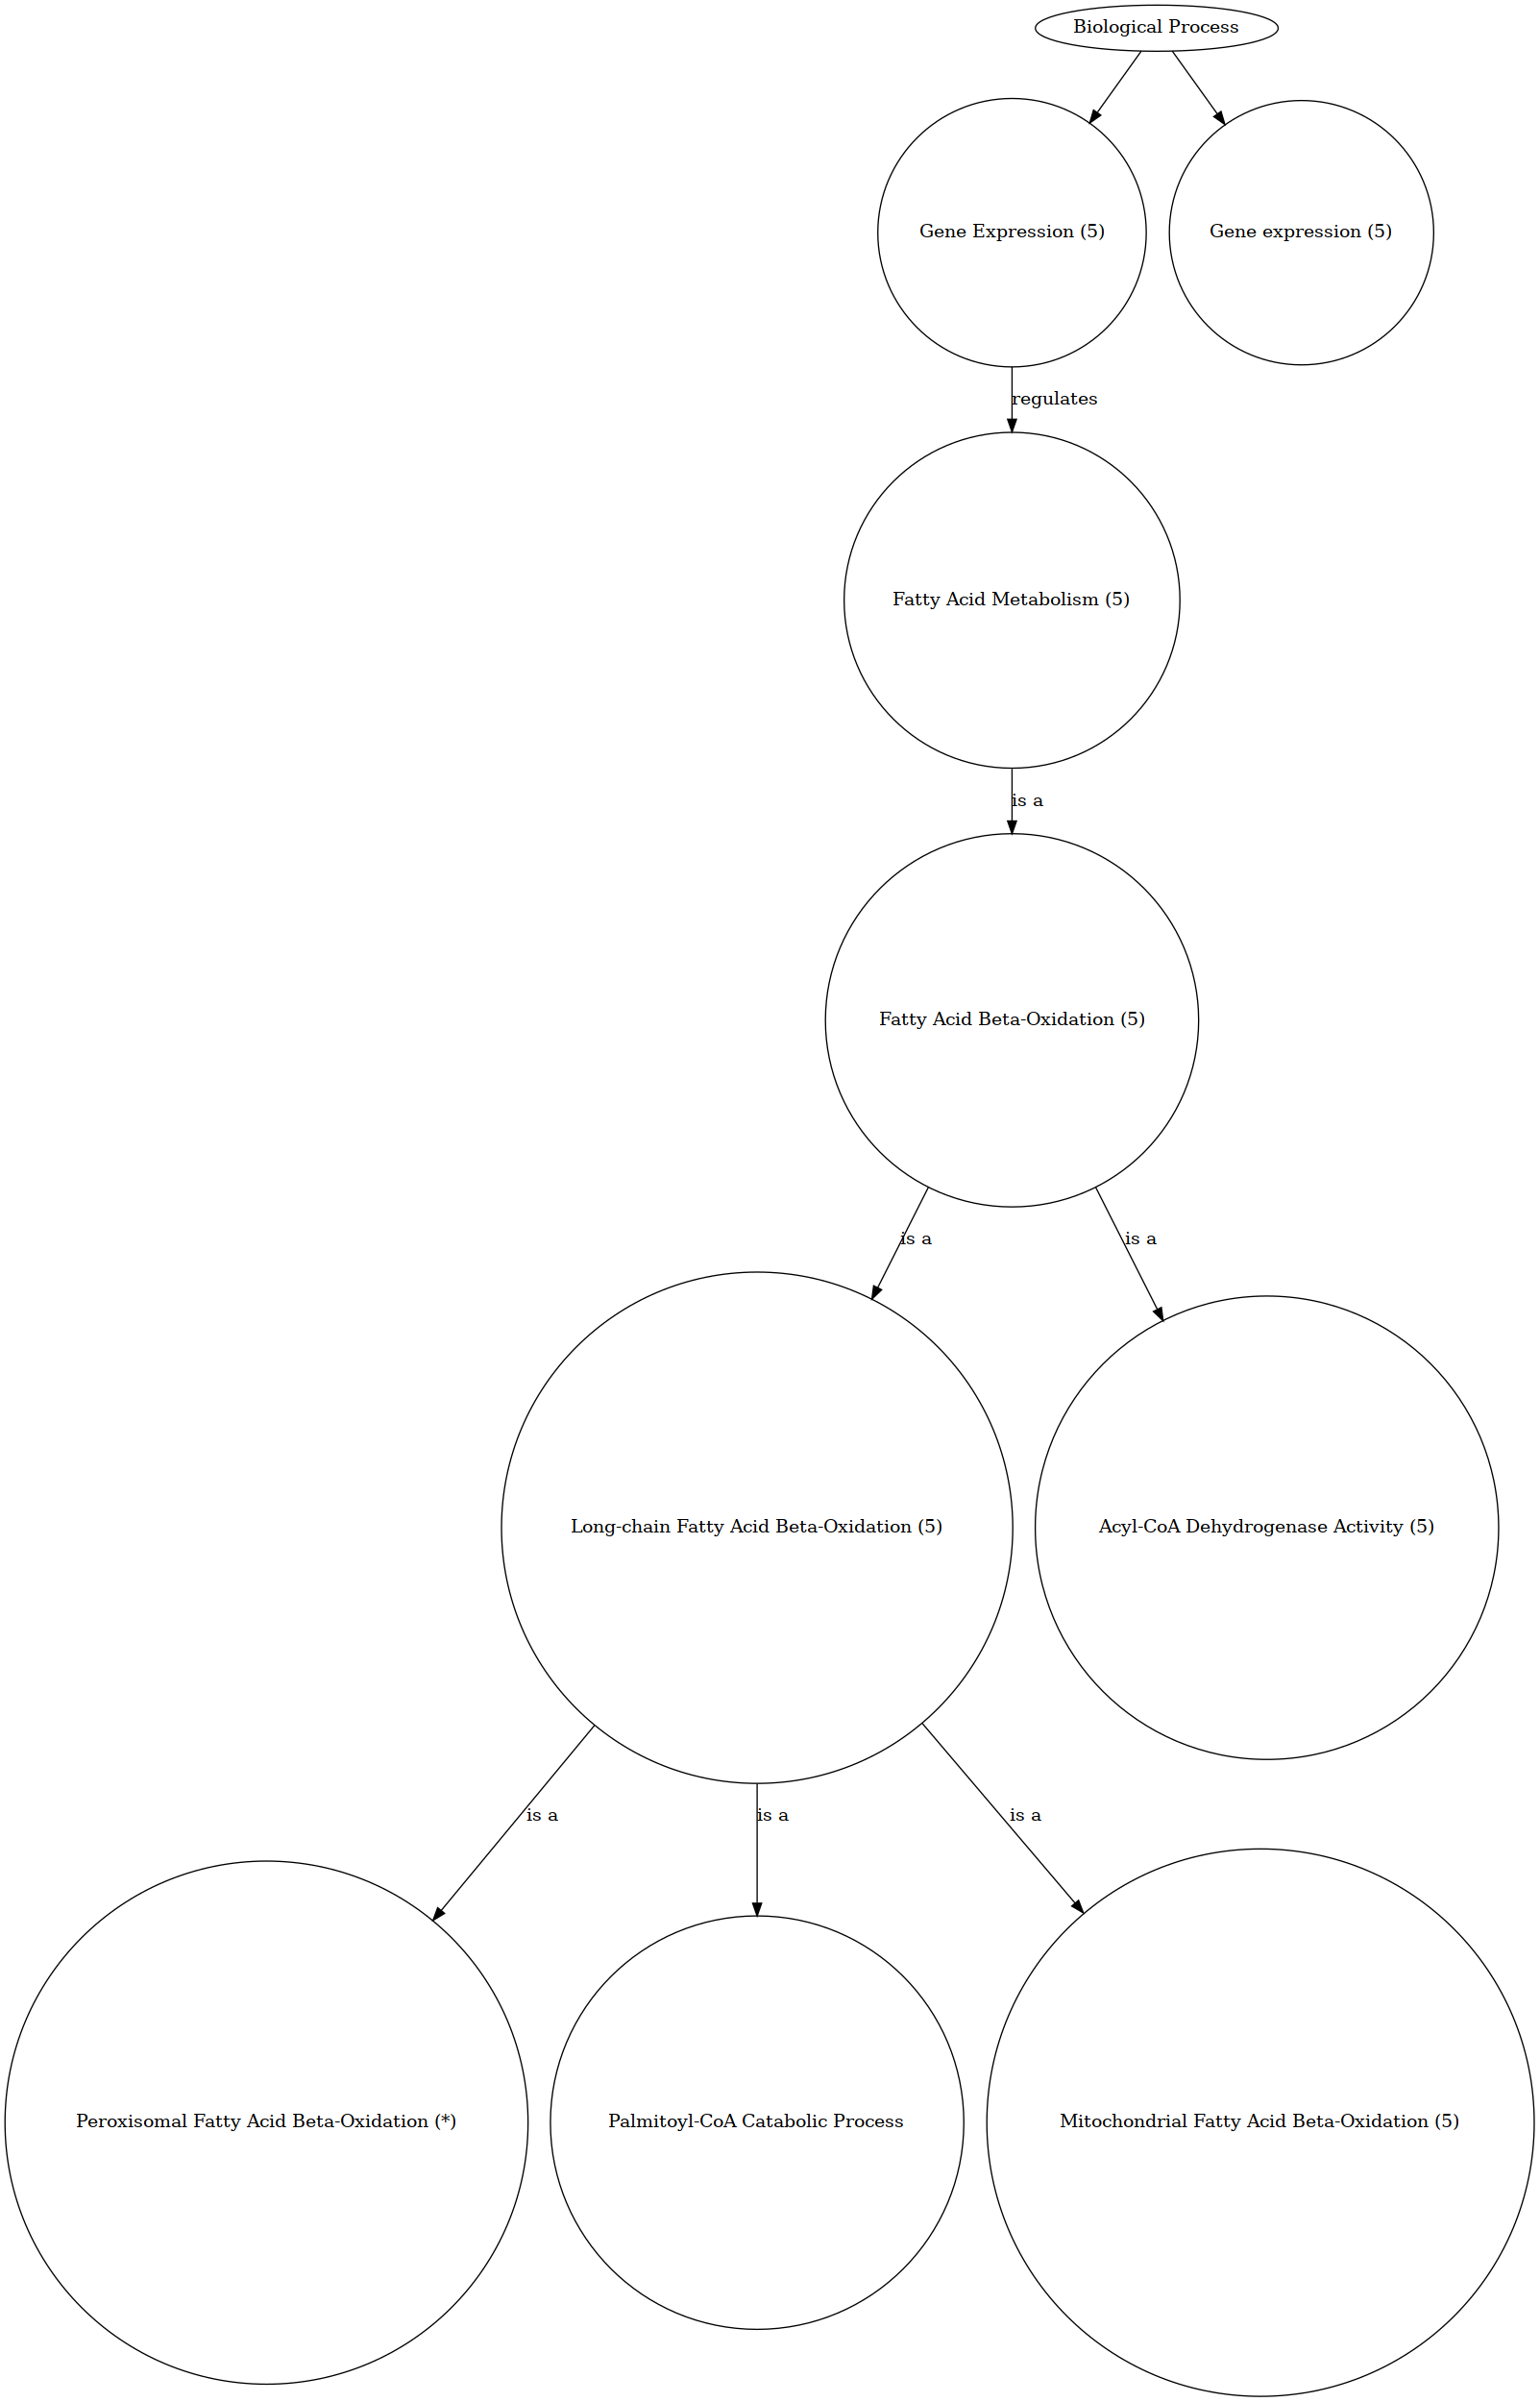 Biological Process
Gene Expression (5)
Gene expression (5)
regulates
Fatty Acid Metabolism (5)
is a
Fatty Acid Beta-Oxidation (5)
is a
is a
Long-chain Fatty Acid Beta-Oxidation (5)
Acyl-CoA Dehydrogenase Activity (5)
is a
is a
is a
Peroxisomal Fatty Acid Beta-Oxidation (*)
Palmitoyl-CoA Catabolic Process
Mitochondrial Fatty Acid Beta-Oxidation (5)